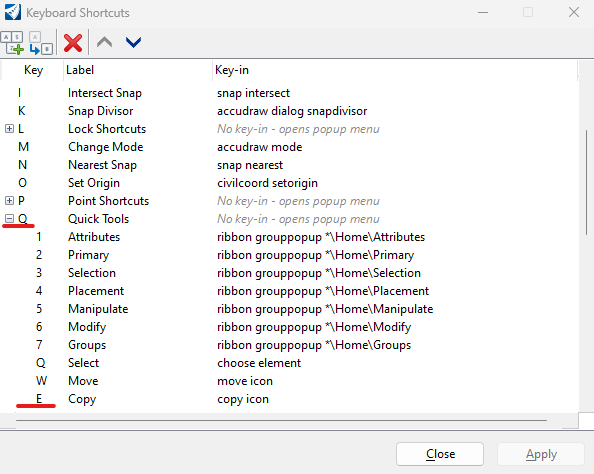 Keyboard Shortcuts
Key Label Key-in
I Intersect Snap snap intersect
K Snap Divisor accudraw dialog snapdivisor
L Lock Shortcuts No key-in - opens popup menu
M Change Mode accudraw mode
N Nearest Snap snap nearest
O Set Origin civilcoord setorigin
P Point Shortcuts No key-in - opens popup menu
Q Quick Tools No key-in - opens popup menu
1 Attributes ribbon grouppopup *\Home\Attributes
2 Primary ribbon grouppopup *\Home\Primary
3 Selection ribbon grouppopup *\Home\Selection
4 Placement ribbon grouppopup *\Home\Placement
5 Manipulate ribbon grouppopup *\Home\Manipulate
6 Modify ribbon grouppopup *\Home\Modify
7 Groups ribbon grouppopup *\Home\Groups
Q Select choose element
W Move move icon
E Copy copy icon
Close Apply